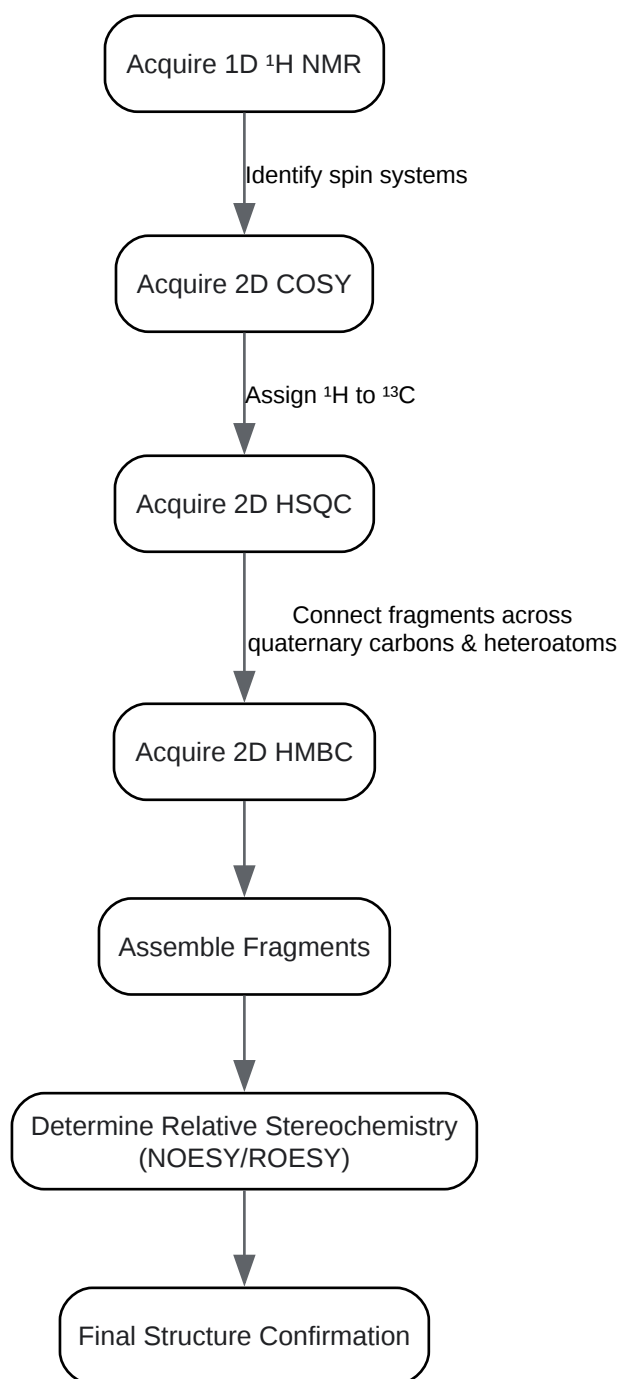 Acquire 1D ¹H NMR
Identify spin systems
Acquire 2D COSY
Assign ¹H to ¹³C
Acquire 2D HSQC
Connect fragments across
quaternary carbons & heteroatoms
Acquire 2D HMBC
Assemble Fragments
Determine Relative Stereochemistry
(NOESY/ROESY)
Final Structure Confirmation